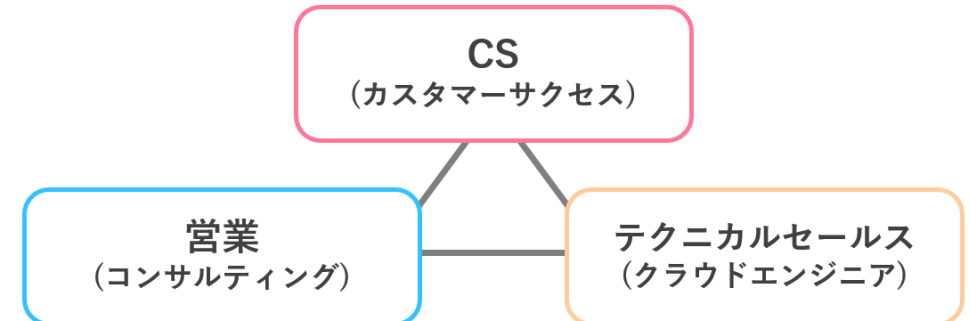 CS
(カスタマーサクセス)
営業
(コンサルティング)
テクニカルセールス
(クラウドエンジニア)